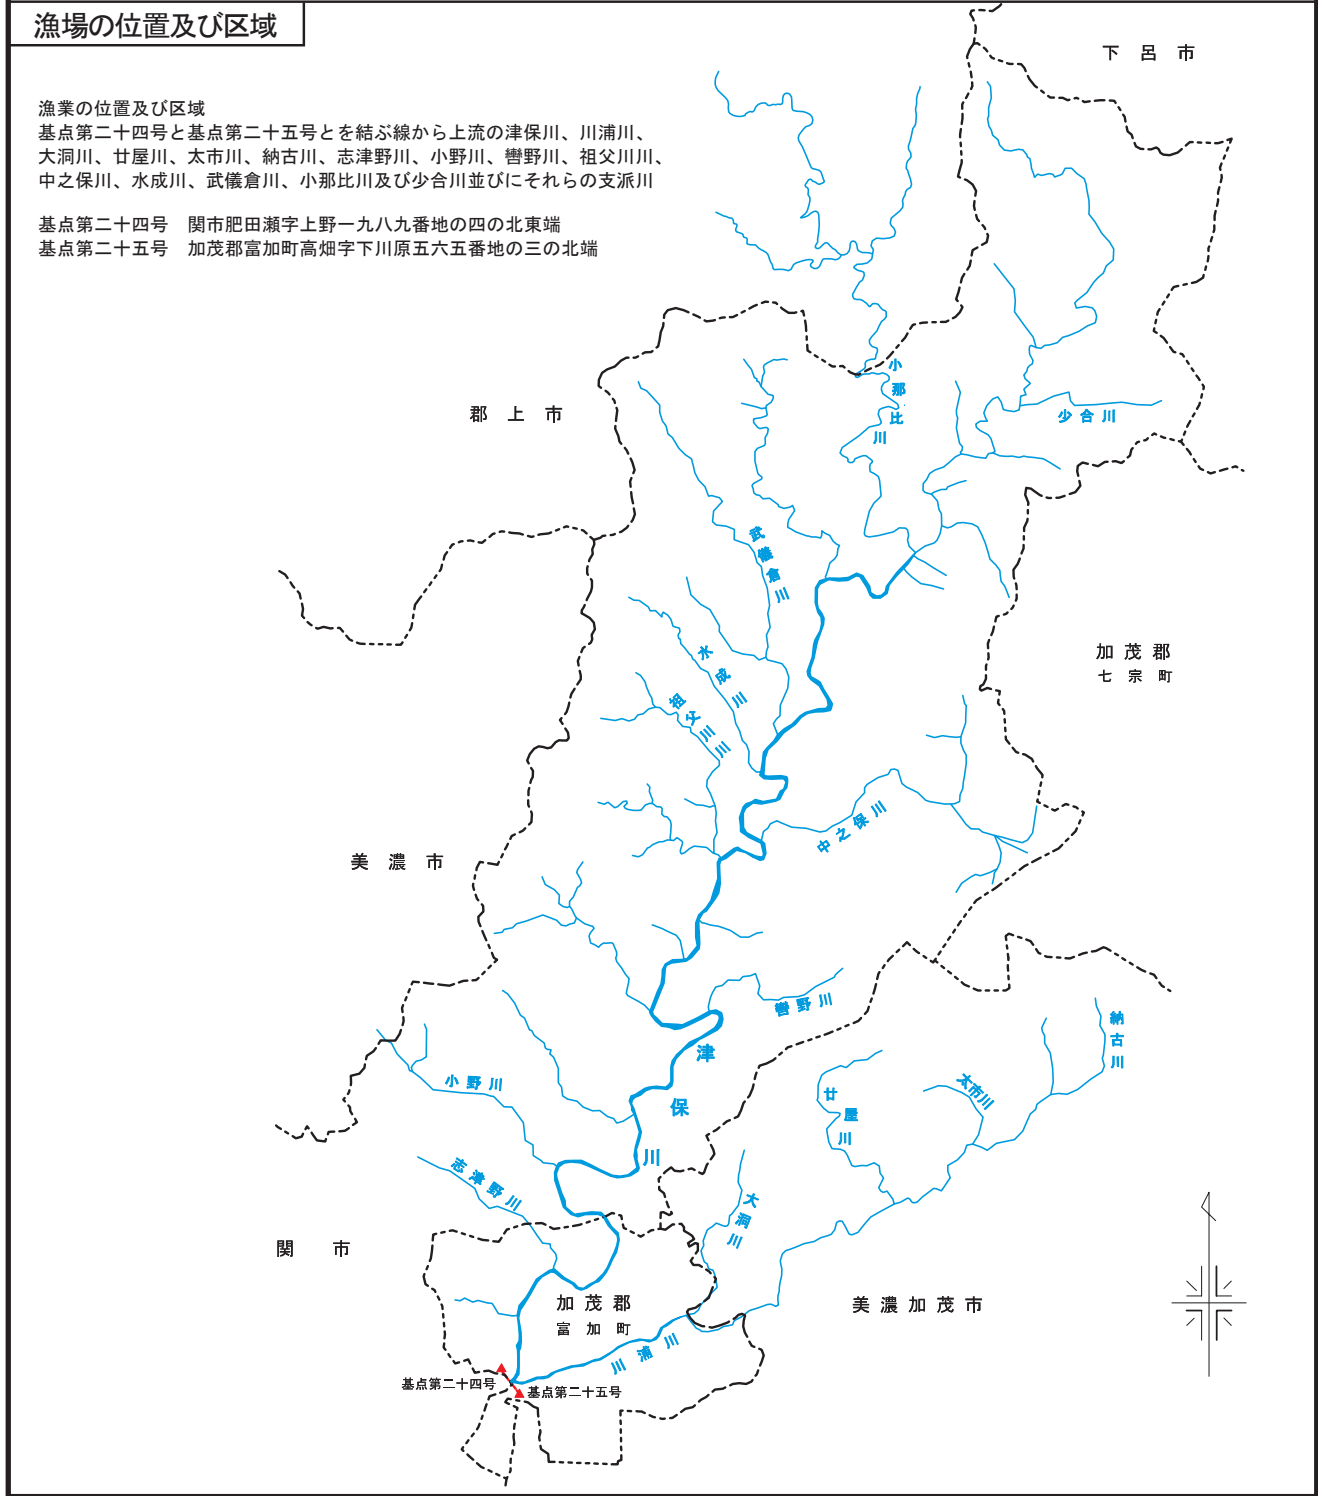 漁場の位置及び区域
漁業の位置及び区域
基点第二十四号と基点第二十五号とを結ぶ線から上流の津保川、川浦川、
大洞川、廿屋川、太市川、納古川、志津野川、小野川、轡野川、祖父川川、
中之保川、水成川、武儀倉川、小那比川及び少合川並びにそれらの支派川
基点第二十四号　関市肥田瀬字上野一九八九番地の四の北東端
基点第二十五号　加茂郡富加町高畑字下川原五六五番地の三の北端
下呂市
郡上市
小那比川
少合川
武儀倉川
水成川
祖父川川
加茂郡
七宗町
中之保川
美濃市
轡野川
津保川
納古川
太市川
廿屋川
小野川
志津野川
大洞川
関市
加茂郡
富加町
美濃加茂市
川浦川
基点第二十四号
基点第二十五号